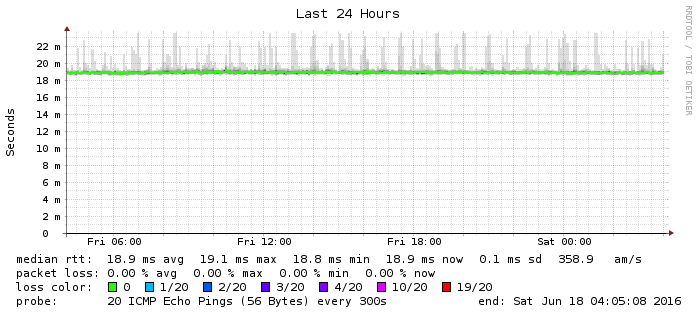 Last 24 Hours
RRDTOOL / TOBI OETIKER
Seconds
22 m
20 m
18 m
16 m
14 m
12 m
10 m
8 m
6 m
4 m
2 m
0
Fri 06:00 Fri 12:00 Fri 18:00 Sat 00:00
median rtt: 18.9 ms avg 19.1 ms max 18.8 ms min 18.9 ms now 0.1 ms sd 358.9 am/s
packet loss: 0.00 % avg 0.00 % max 0.00 % min 0.00 % now
loss color: 0 1/20 2/20 3/20 4/20 10/20 19/20
probe: 20 ICMP Echo Pings (56 Bytes) every 300s end: Sat Jun 18 04:05:08 2016